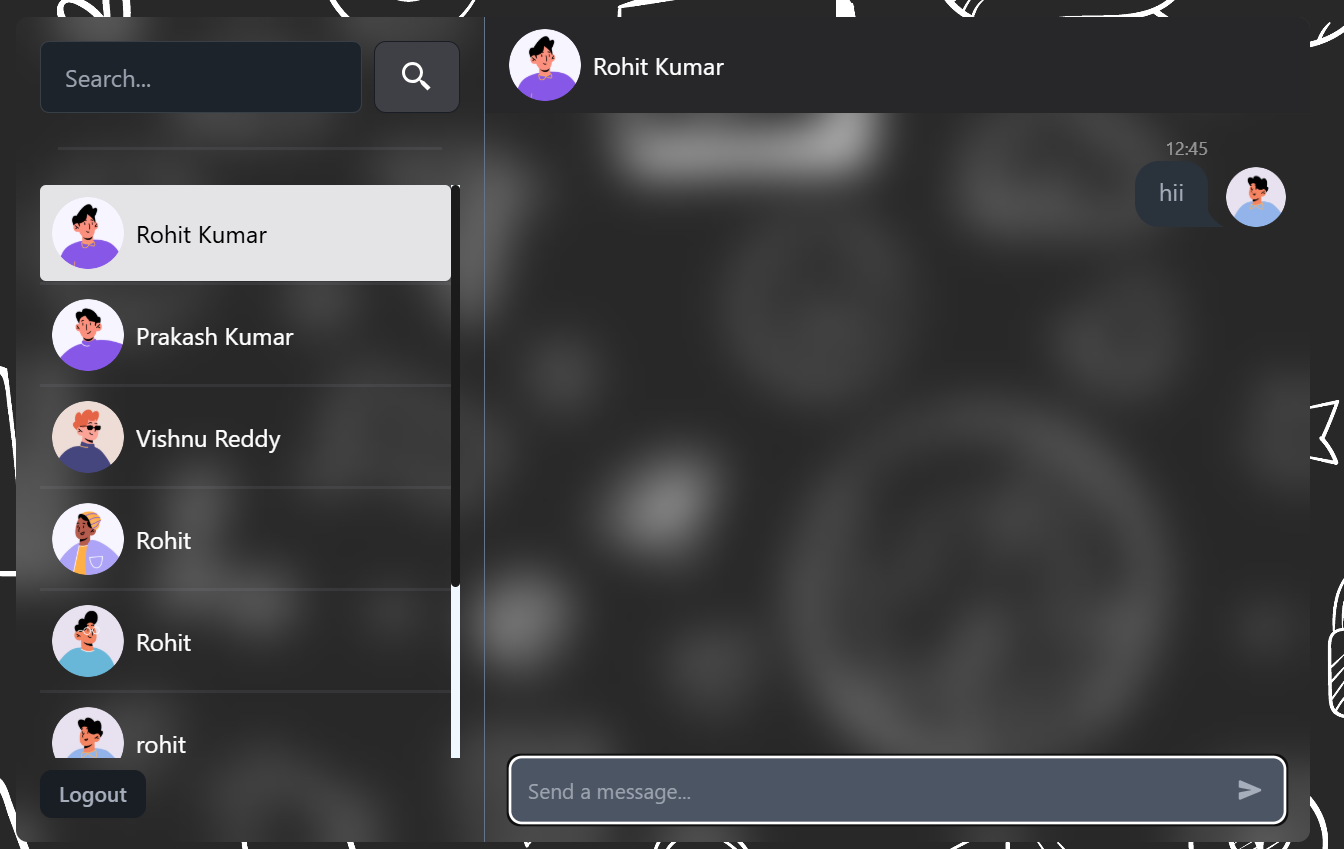 Search...
Rohit Kumar
Prakash Kumar
Vishnu Reddy
Rohit
Rohit
rohit
Logout
Rohit Kumar
12:45
hii
Send a message...